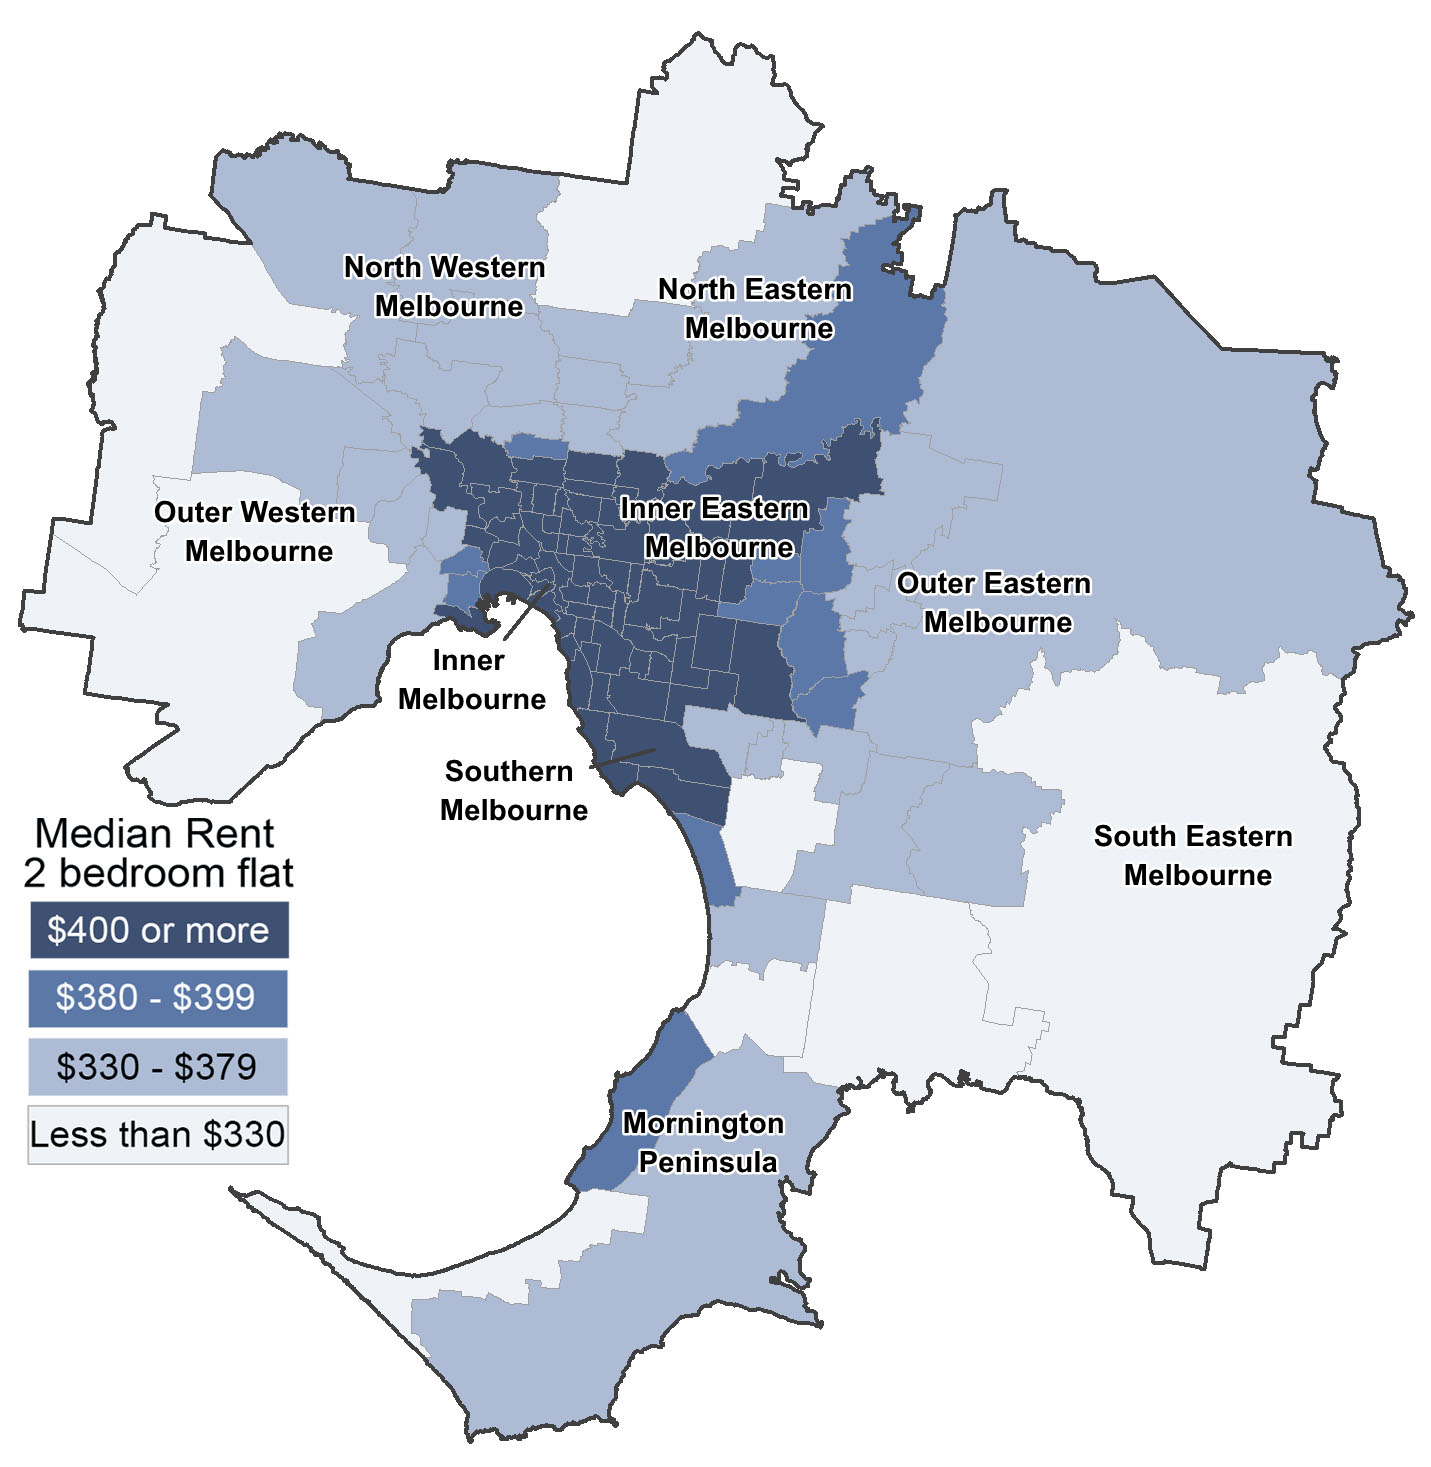 North Western
Melbourne
North Eastern
Melbourne
Outer Western
Melbourne
Inner Eastern
Melbourne
Outer Eastern
Melbourne
Inner
Melbourne
Southern
Melbourne
South Eastern
Melbourne
Mornington
Peninsula
Median Rent
2 bedroom flat
$400 or more
$380 - $399
$330 - $379
Less than $330